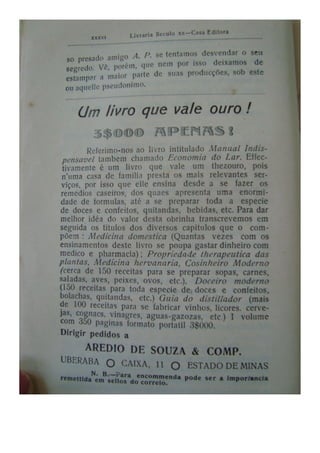 XXXVI Livraria Seculo XX—Casa Editora
so presado amigo A. P. se tentamos desvendar o seu
segredo. Vê, porém, que nem por isso deixamos de
estampar a maior parte de suas producções, sob este
ou aquelle pseudonimo.
Um livro que vale ouro!
3$000 APENAS!
Referimo-nos ao livro intitulado Manual Indis-
pensavel tambem chamado Economia do Lar. Effec-
tivamente é um livro que vale um thezouro, pois
n'uma casa de familia presta os mais relevantes ser-
viços, por isso que elle ensina desde a se fazer os
remedios caseiros, dos quaes apresenta uma enormi-
dade de formulas, até a se preparar toda a especie
de doces e confeitos, quitandas, bebidas, etc. Para dar
melhor idéa do valor desta obrinha transcrevemos em
seguida os titulos dos diversos capitulos que o com-
põem: Medicina domestica (Quantas vezes com os
ensinamentos deste livro se poupa gastar dinheiro com
medico e pharmacia); Propriedade therapeutica das
plantas, Medicina hervanaria, Cosinheiro Moderno
(cerca de 150 receitas para se preparar sopas, carnes,
saladas, aves, peixes, ovos, etc.), Doceiro moderno
(150 receitas para toda especie de doces e confeitos,
bolachas, quitandas, etc.) Guia do distillador (mais
de 100 receitas para se fabricar vinhos, licores, cerve-
jas, cognacs, vinagres, aguas-gazozas, etc.) 1 volume
com 350 paginas formato portatil 3$000.
Dirigir pedidos a
AREDIO DE SOUZA & COMP.
UBERABA O CAIXA, 11 O ESTADO DE MINAS
N. B.—Para encommenda pode ser a importancia
remettida em sellos do correio.